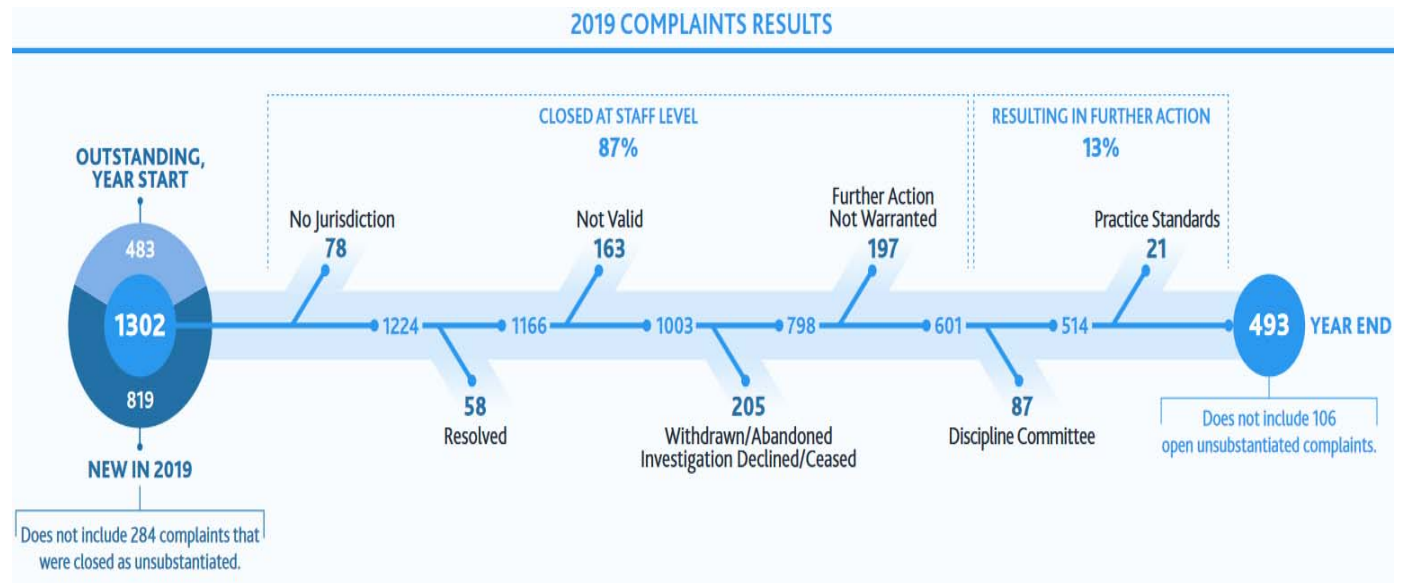 2019 COMPLAINTS RESULTS
CLOSED AT STAFF LEVEL
87%
RESULTING IN FURTHER ACTION
13%
OUTSTANDING,
YEAR START
483
1302
819
NEW IN 2019
Does not include 284 complaints that
were closed as unsubstantiated.
No Jurisdiction
78
1224
58
Resolved
1166
Not Valid
163
1003
205
Withdrawn/Abandoned
Investigation Declined/Ceased
798
Further Action
Not Warranted
197
601
87
Discipline Committee
514
Practice Standards
21
493
YEAR END
Does not include 106
open unsubstantiated complaints.